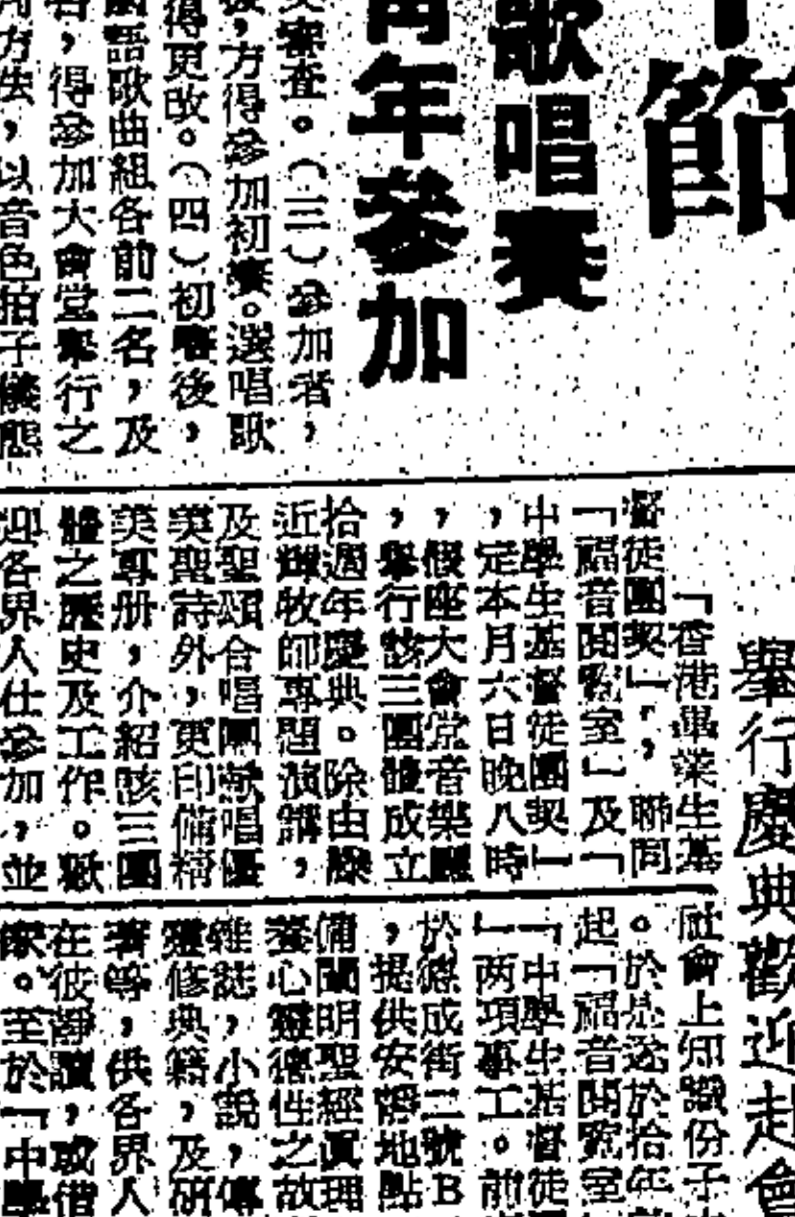 節
歌唱賽
青年參加
審查。(三)參加者,
後,方得參加初賽。選唱歌
得更改。(四)初賽後,
國語歌曲組各前二名,及
者,得參加大會堂舉行之
方法,以音色拍子儀態
舉行慶典歡迎赴會
「香港畢業生基
督徒團契」,聯同
「福音閱覽室」及「
中學生基督徒團契」
,定本月六日晚八時
,假座大會堂音樂廳
,舉行該三團體成立
拾週年慶典。除由滕
近輝牧師專題演講,
及聖頌合唱團獻唱優
美聖詩外,更印備精
美專册,介紹該三團
體之歷史及工作。歡
迎各界人仕參加,並
社會上知識份子
。於是遂於拾年
起「福音閱覽室
「中學生基督徒
」两項事工。前
於德成街二號B
,提供安靜地點
備闡明聖經眞理
養心靈德性之故
雜誌,小說,傳
靈修典籍,及研
著等,供各界人
在彼靜讀,或借
。至於「中學